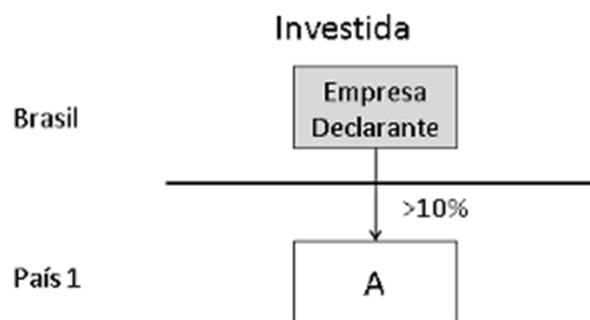 Investida
Brasil
Empresa
Declarante
>10%
País 1
A